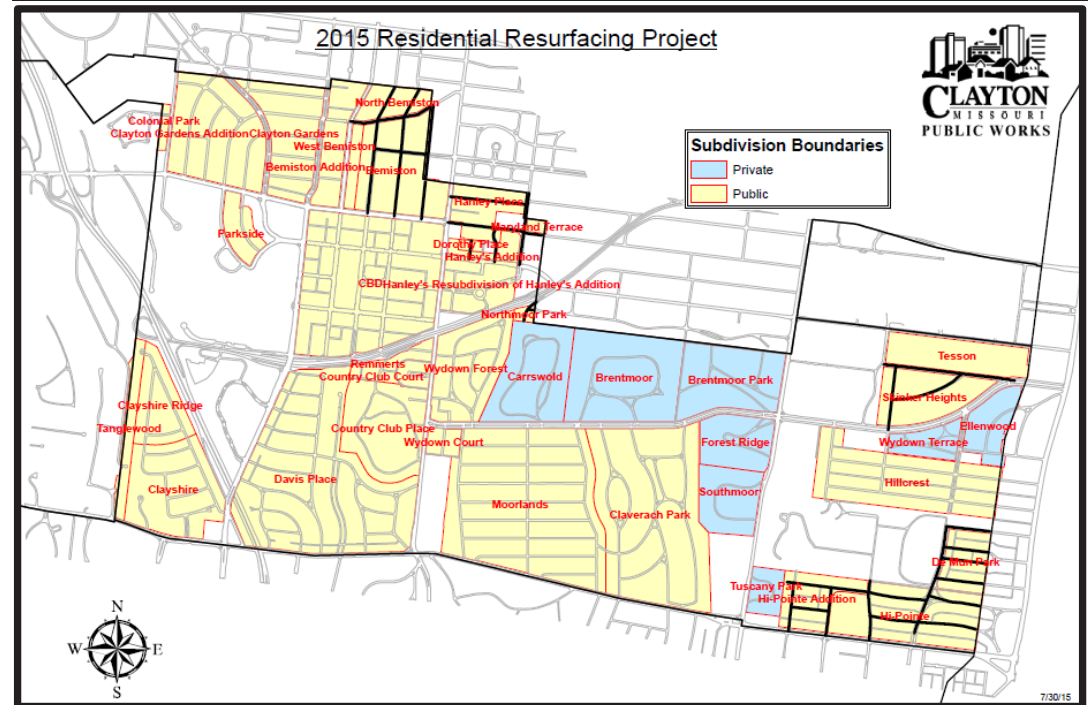 2015 Residential Resurfacing Project
CLAYTON
MISSOURI
PUBLIC WORKS
Subdivision Boundaries
Private
Public
North Bemiston
Colonial Park
Clayton Gardens Addition
Clayton Gardens
West Bemiston
Bemiston Addition
Bemiston
Hanley Place
Maryland Terrace
Parkside
Dorothy Place
Hanley's Addition
CBD
Hanley's Resubdivision of Hanley's Addition
Northmoor Park
Tesson
Remmerts
Wydown Forest
Country Club Court
Carrswold
Brentmoor
Brentmoor Park
Skinker Heights
Clayshire Ridge
Tanglewood
Country Club Place
Wydown Court
Forest Ridge
Wydown Terrace
Ellenwood
Davis Place
Clayshire
Moorlands
Claverach Park
Southmoor
Hillcrest
De Mun Park
Tuscany Park
Hi-Pointe Addition
Hi-Pointe
N
W
E
S
7/30/15